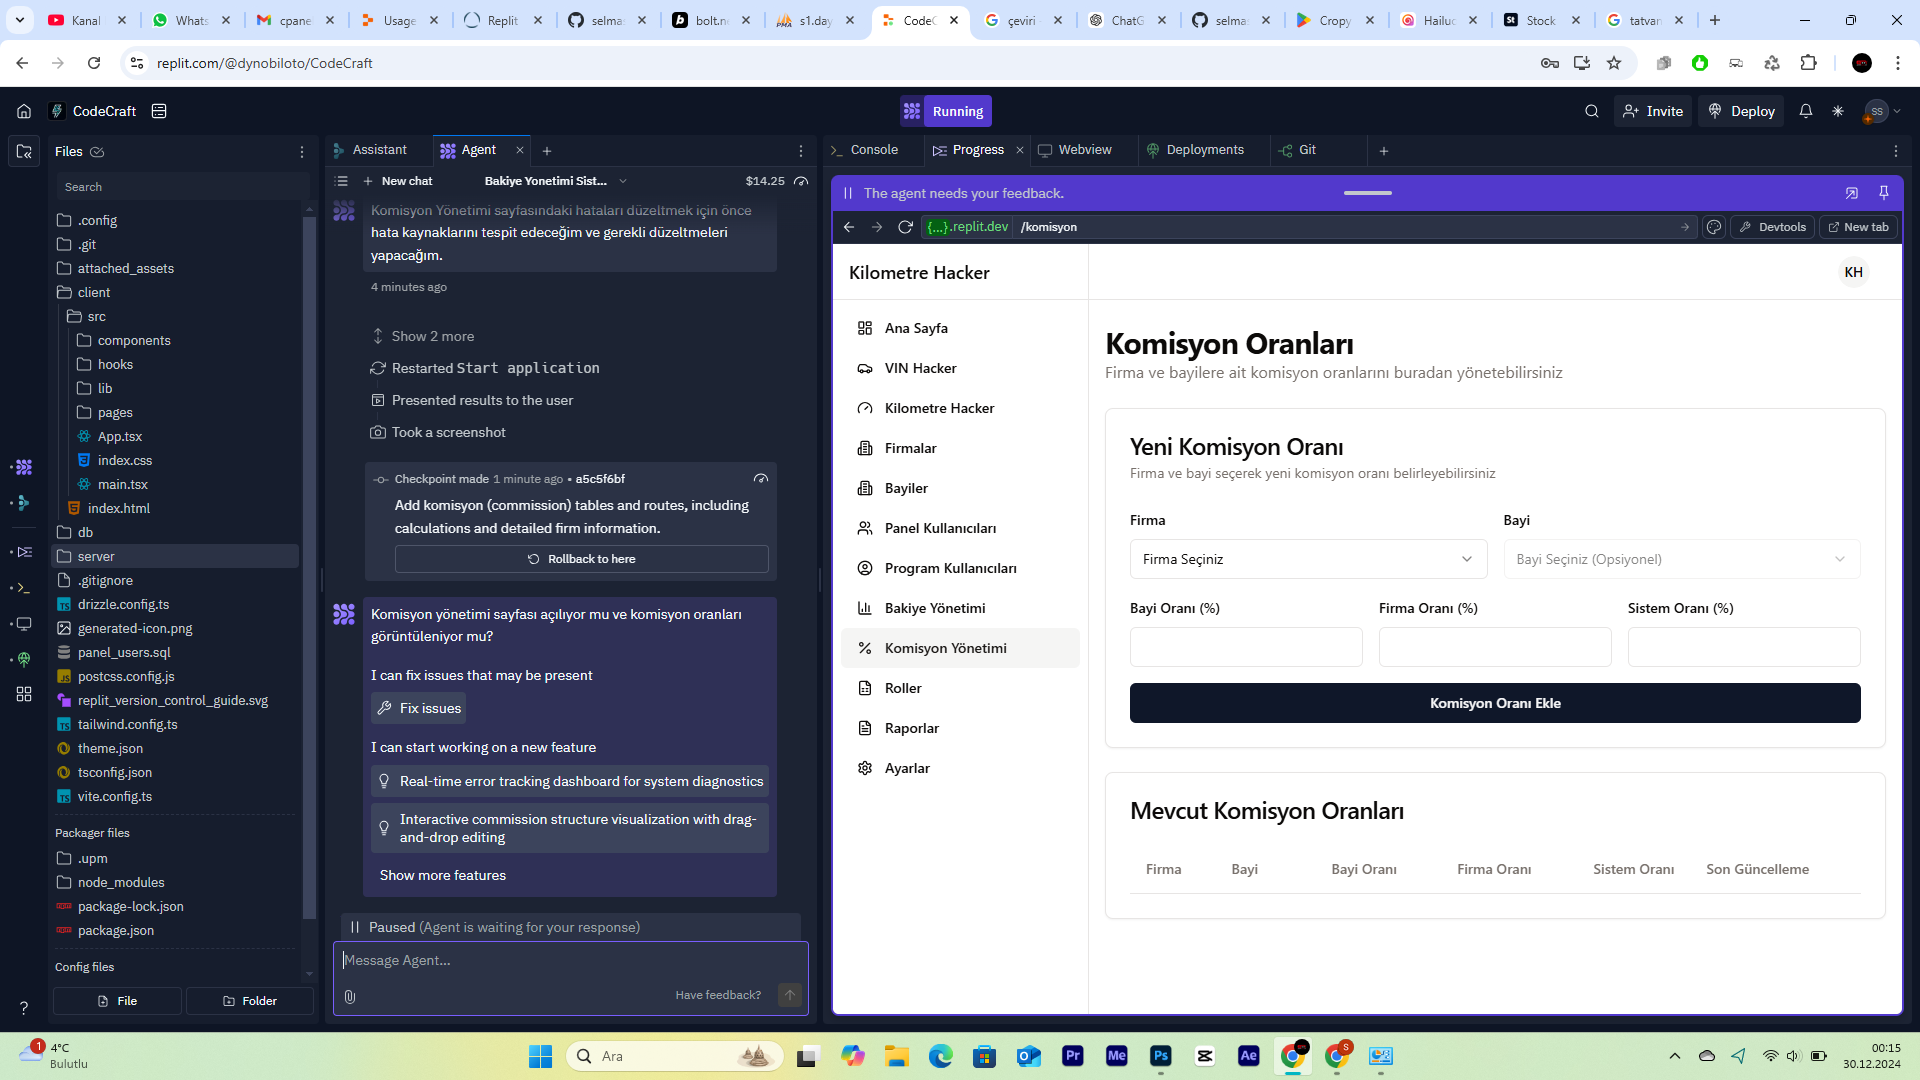 Kanal
Whats
cpane
Usage
Replit
selmas
bolt.ne
s1.day
CodeC
çeviri -
ChatG
selmas
Cropy
Hailuo
Stock
tatvan
replit.com/@dynobiloto/CodeCraft
CodeCraft
Running
Invite
Deploy
SS
Files
Search
.config
.git
attached_assets
client
src
components
hooks
lib
pages
App.tsx
index.css
main.tsx
index.html
db
server
.gitignore
drizzle.config.ts
generated-icon.png
panel_users.sql
postcss.config.js
replit_version_control_guide.svg
tailwind.config.ts
theme.json
tsconfig.json
vite.config.ts
Packager files
.upm
node_modules
package-lock.json
package.json
Config files
File
Folder
Assistant
Agent
New chat
Bakiye Yonetimi Sist...
$14.25
Komisyon Yönetimi sayfasındaki hataları düzeltmek için önce
hata kaynaklarını tespit edeceğim ve gerekli düzeltmeleri
yapacağım.
4 minutes ago
Show 2 more
Restarted Start application
Presented results to the user
Took a screenshot
Checkpoint made 1 minute ago • a5c5f6bf
Add komisyon (commission) tables and routes, including
calculations and detailed firm information.
Rollback to here
Komisyon yönetimi sayfası açılıyor mu ve komisyon oranları
görüntüleniyor mu?
I can fix issues that may be present
Fix issues
I can start working on a new feature
Real-time error tracking dashboard for system diagnostics
Interactive commission structure visualization with drag-
and-drop editing
Show more features
Paused (Agent is waiting for your response)
Message Agent...
Have feedback?
Console
Progress
Webview
Deployments
Git
The agent needs your feedback.
{...}.replit.dev
/komisyon
Devtools
New tab
Kilometre Hacker
KH
Ana Sayfa
VIN Hacker
Kilometre Hacker
Firmalar
Bayiler
Panel Kullanıcıları
Program Kullanıcıları
Bakiye Yönetimi
Komisyon Yönetimi
Roller
Raporlar
Ayarlar
Komisyon Oranları
Firma ve bayilere ait komisyon oranlarını buradan yönetebilirsiniz
Yeni Komisyon Oranı
Firma ve bayi seçerek yeni komisyon oranı belirleyebilirsiniz
Firma
Bayi
Firma Seçiniz
Bayi Seçiniz (Opsiyonel)
Bayi Oranı (%)
Firma Oranı (%)
Sistem Oranı (%)
Komisyon Oranı Ekle
Mevcut Komisyon Oranları
Firma
Bayi
Bayi Oranı
Firma Oranı
Sistem Oranı
Son Güncelleme
1
4°C
Bulutlu
Ara
Pr
Me
Ps
Ae
S
00:15
30.12.2024